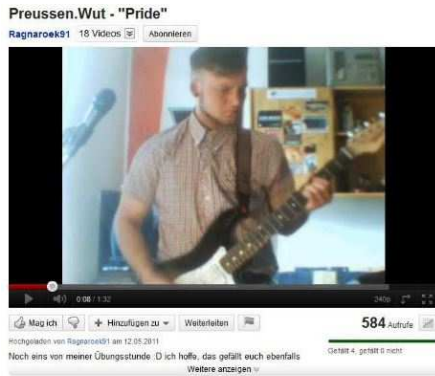 Preussen.Wut - "Pride"
Ragnaroek91 18 Videos Abonnieren
0:08 / 1:32 240p
Mag ich Hinzufügen zu Weiterleiten 584 Aufrufe
Hochgeladen von Ragnaroek91 am 12.05.2011
Gefällt 4, gefällt 0 nicht
Noch eins von meiner Übungsstunde :D ich hoffe, das gefällt euch ebenfalls
Weitere anzeigen